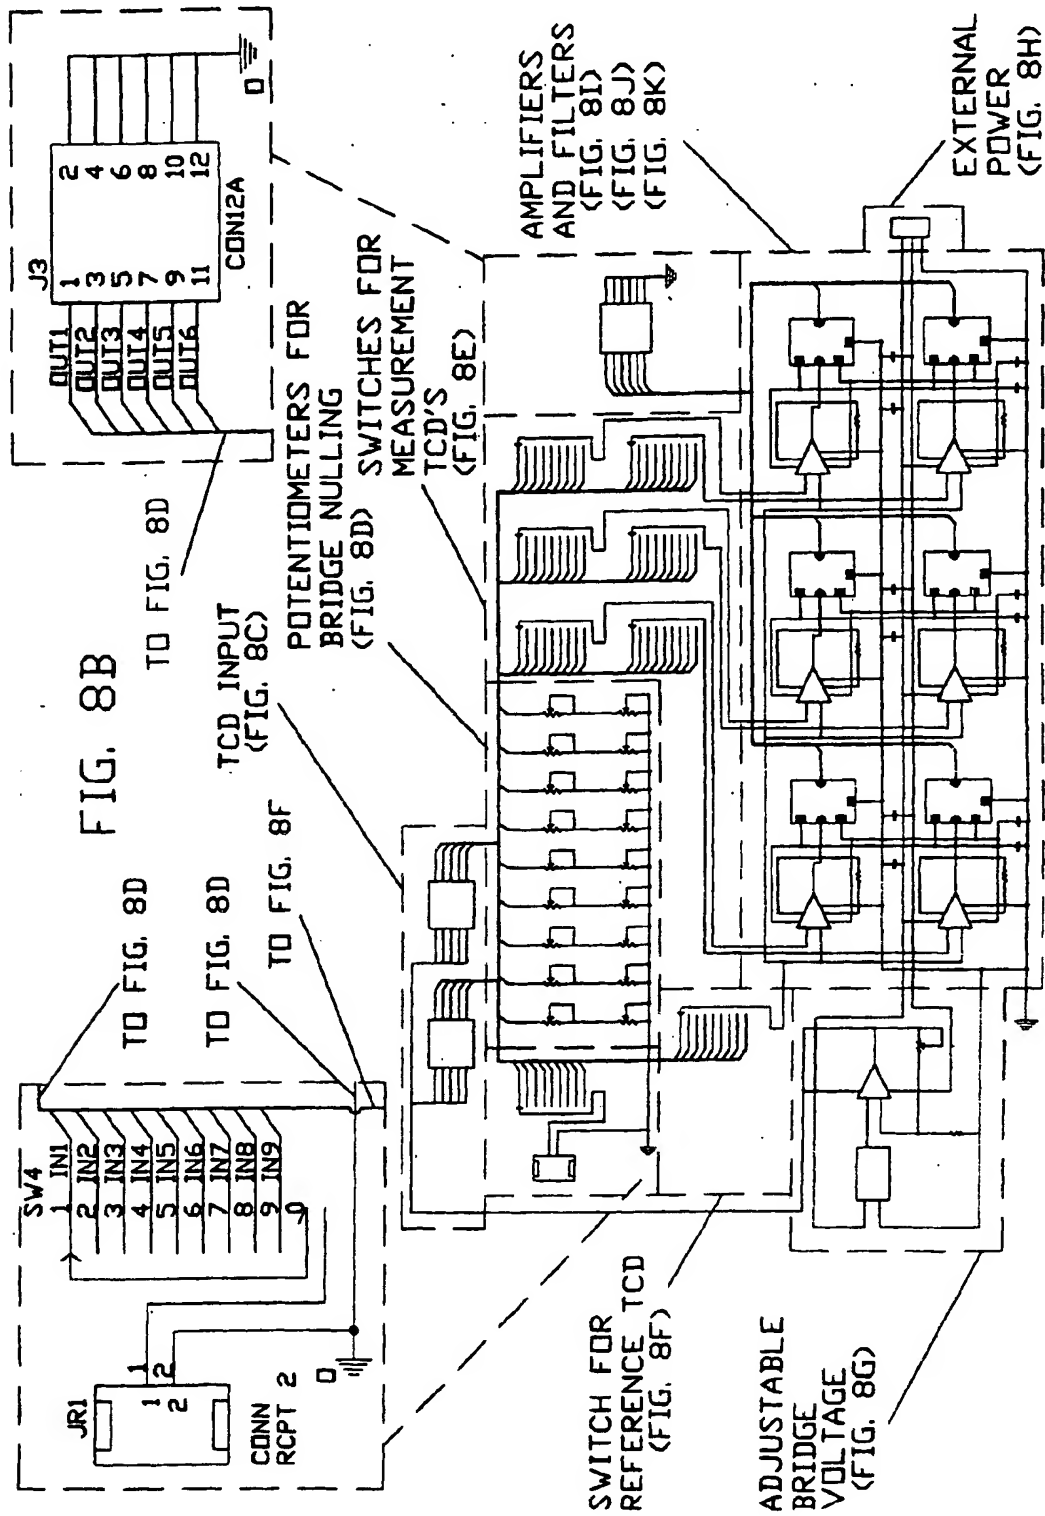 FIG. 8B
SW4
1 IN1
2 IN2
3 IN3
4 IN4
5 IN5
6 IN6
7 IN7
8 IN8
9 IN9
0
JR1
1
2
1
2
CONN
RCPT 2
0
TO FIG. 8D
TO FIG. 8D
TO FIG. 8F
TO FIG. 8D
J3
OUT1
OUT2
OUT3
OUT4
OUT5
OUT6
1 2
3 4
5 6
7 8
9 10
11 12
CON12A
0
TCD INPUT
(FIG. 8C)
POTENTIOMETERS FOR
BRIDGE NULLING
(FIG. 8D)
SWITCHES FOR
MEASUREMENT
TCD'S
(FIG. 8E)
AMPLIFIERS
AND FILTERS
(FIG. 8I)
(FIG. 8J)
(FIG. 8K)
EXTERNAL
POWER
(FIG. 8H)
SWITCH FOR
REFERENCE TCD
(FIG. 8F)
ADJUSTABLE
BRIDGE
VOLTAGE
(FIG. 8G)